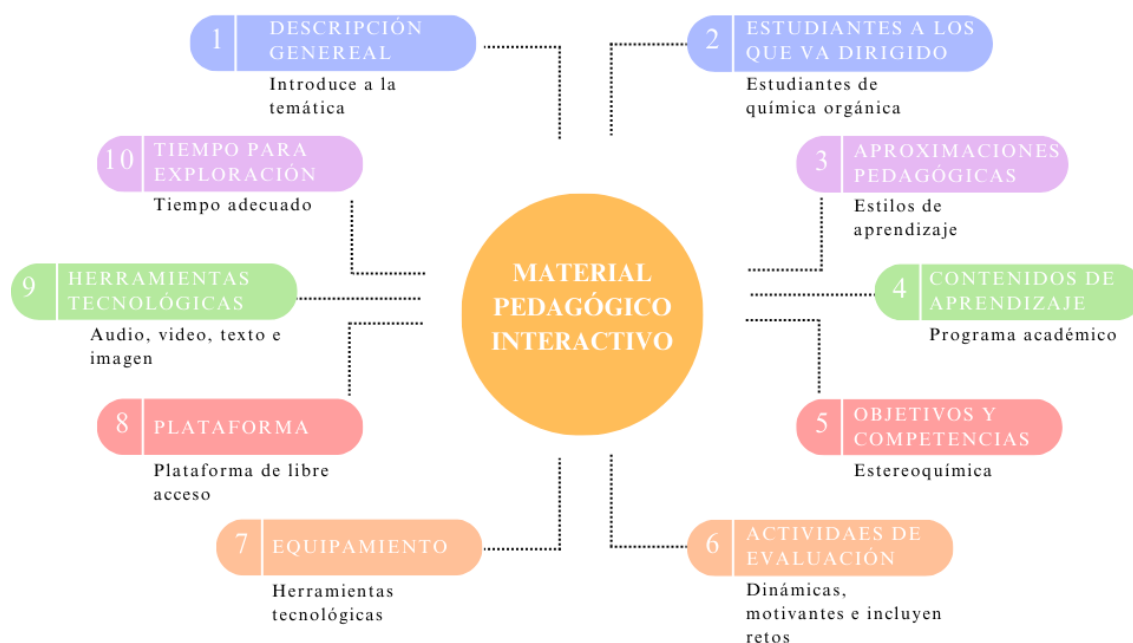 1
DESCRIPCIÓN
GENEREAL
Introduce a la
temática
2
ESTUDIANTES A LOS
QUE VA DIRIGIDO
Estudiantes de
química orgánica
3
APROXIMACIONES
PEDAGÓGICAS
Estilos de
aprendizaje
4
CONTENIDOS DE
APRENDIZAJE
Programa académico
5
OBJETIVOS Y
COMPETENCIAS
Estereoquímica
6
ACTIVIDAES DE
EVALUACIÓN
Dinámicas,
motivantes e incluyen
retos
7
EQUIPAMIENTO
Herramientas
tecnológicas
8
PLATAFORMA
Plataforma de libre
acceso
9
HERRAMIENTAS
TECNOLÓGICAS
Audio, video, texto e
imagen
10
TIEMPO PARA
EXPLORACIÓN
Tiempo adecuado
MATERIAL
PEDAGÓGICO
INTERACTIVO